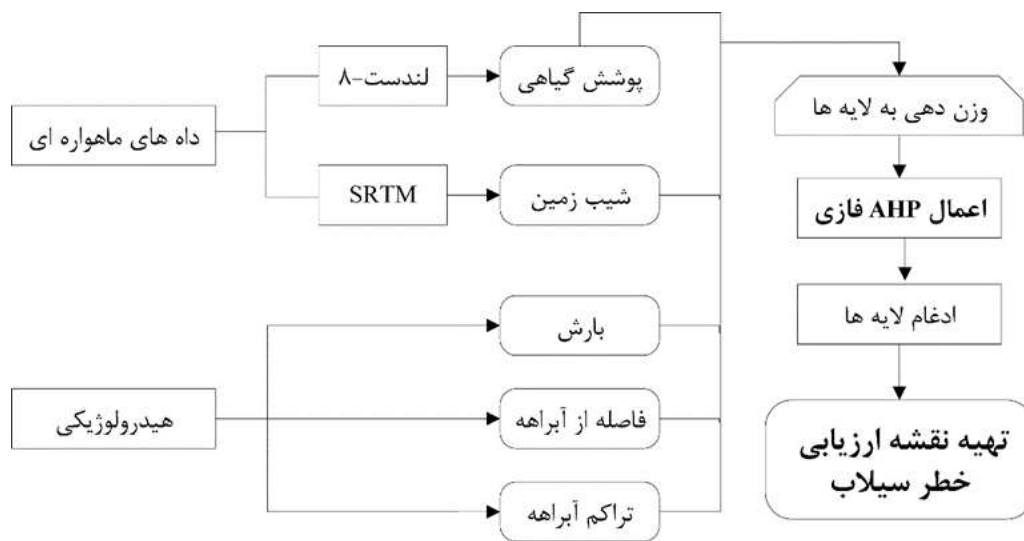 داه های ماهواره ای
لندست-۸
پوشش گیاهی
SRTM
شیب زمین
هیدرولوژیکی
بارش
فاصله از آبراهه
تراکم آبراهه
وزن دهی به لایه ها
اعمال AHP فازی
ادغام لایه ها
تهیه نقشه ارزیابی
خطر سیلاب